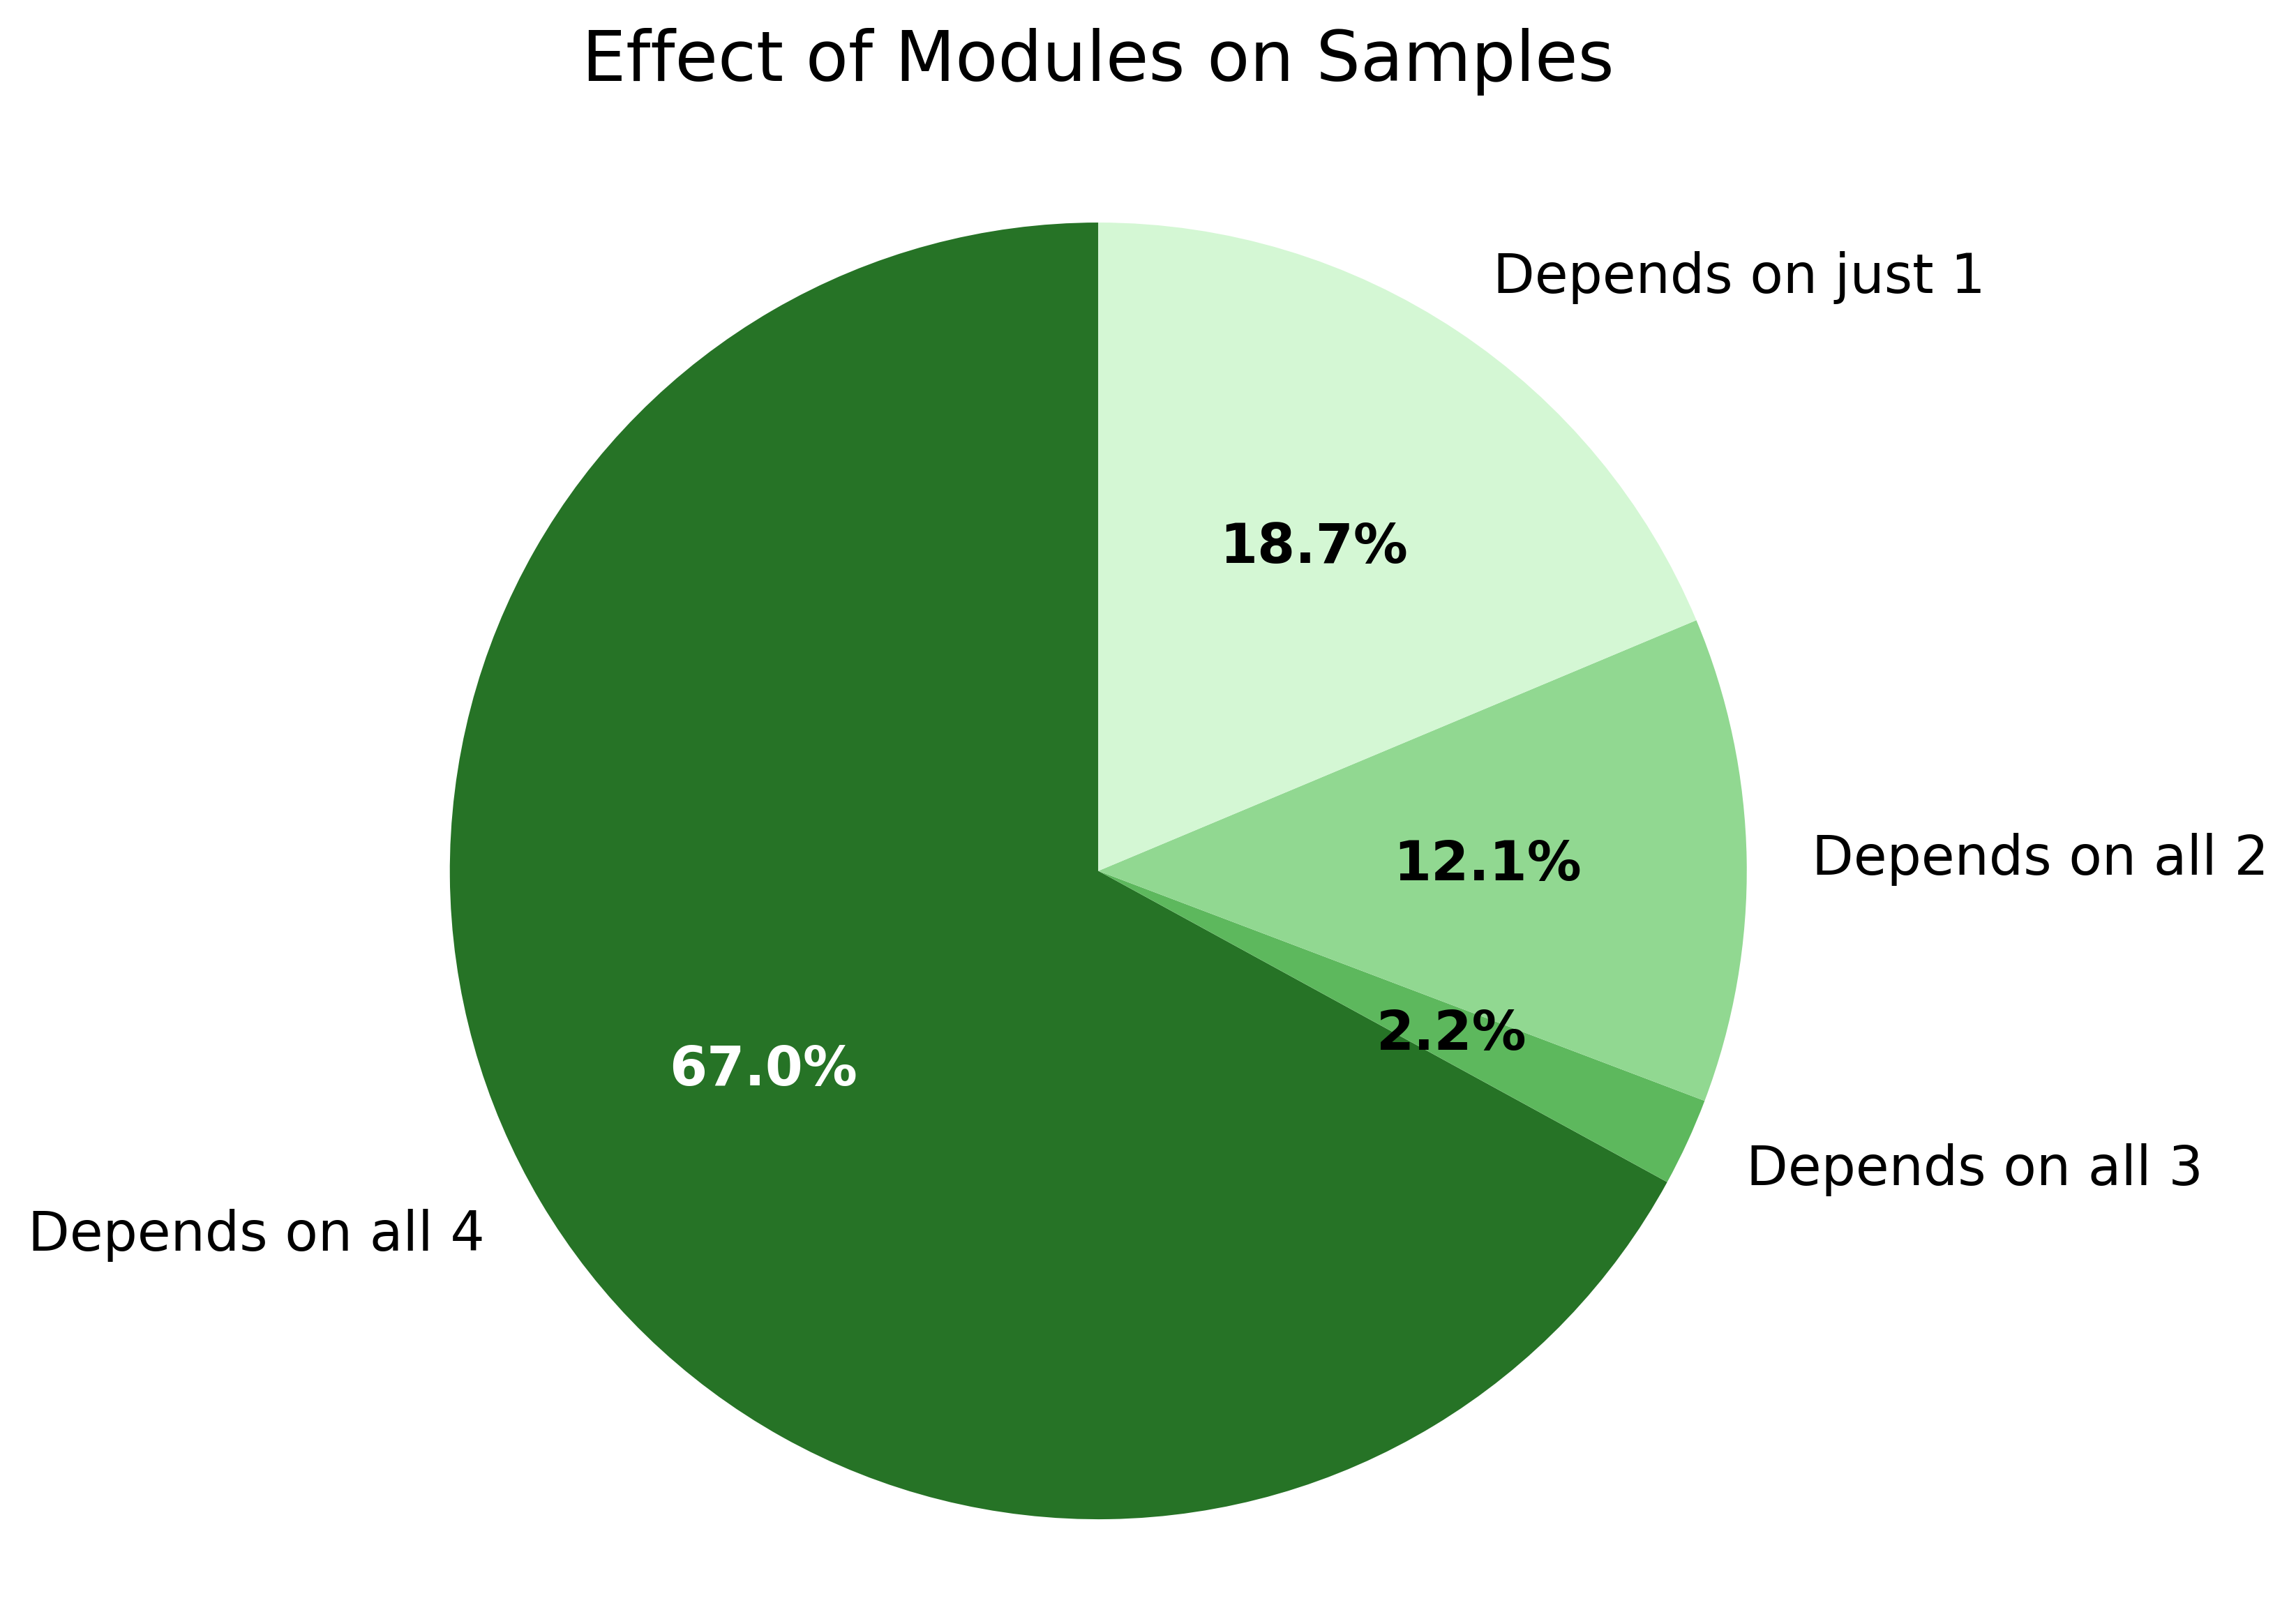 Effect of Modules on Samples
Depends on just 1
18.7%
Depends on all 2
12.1%
2.2%
67.0%
Depends on all 3
Depends on all 4